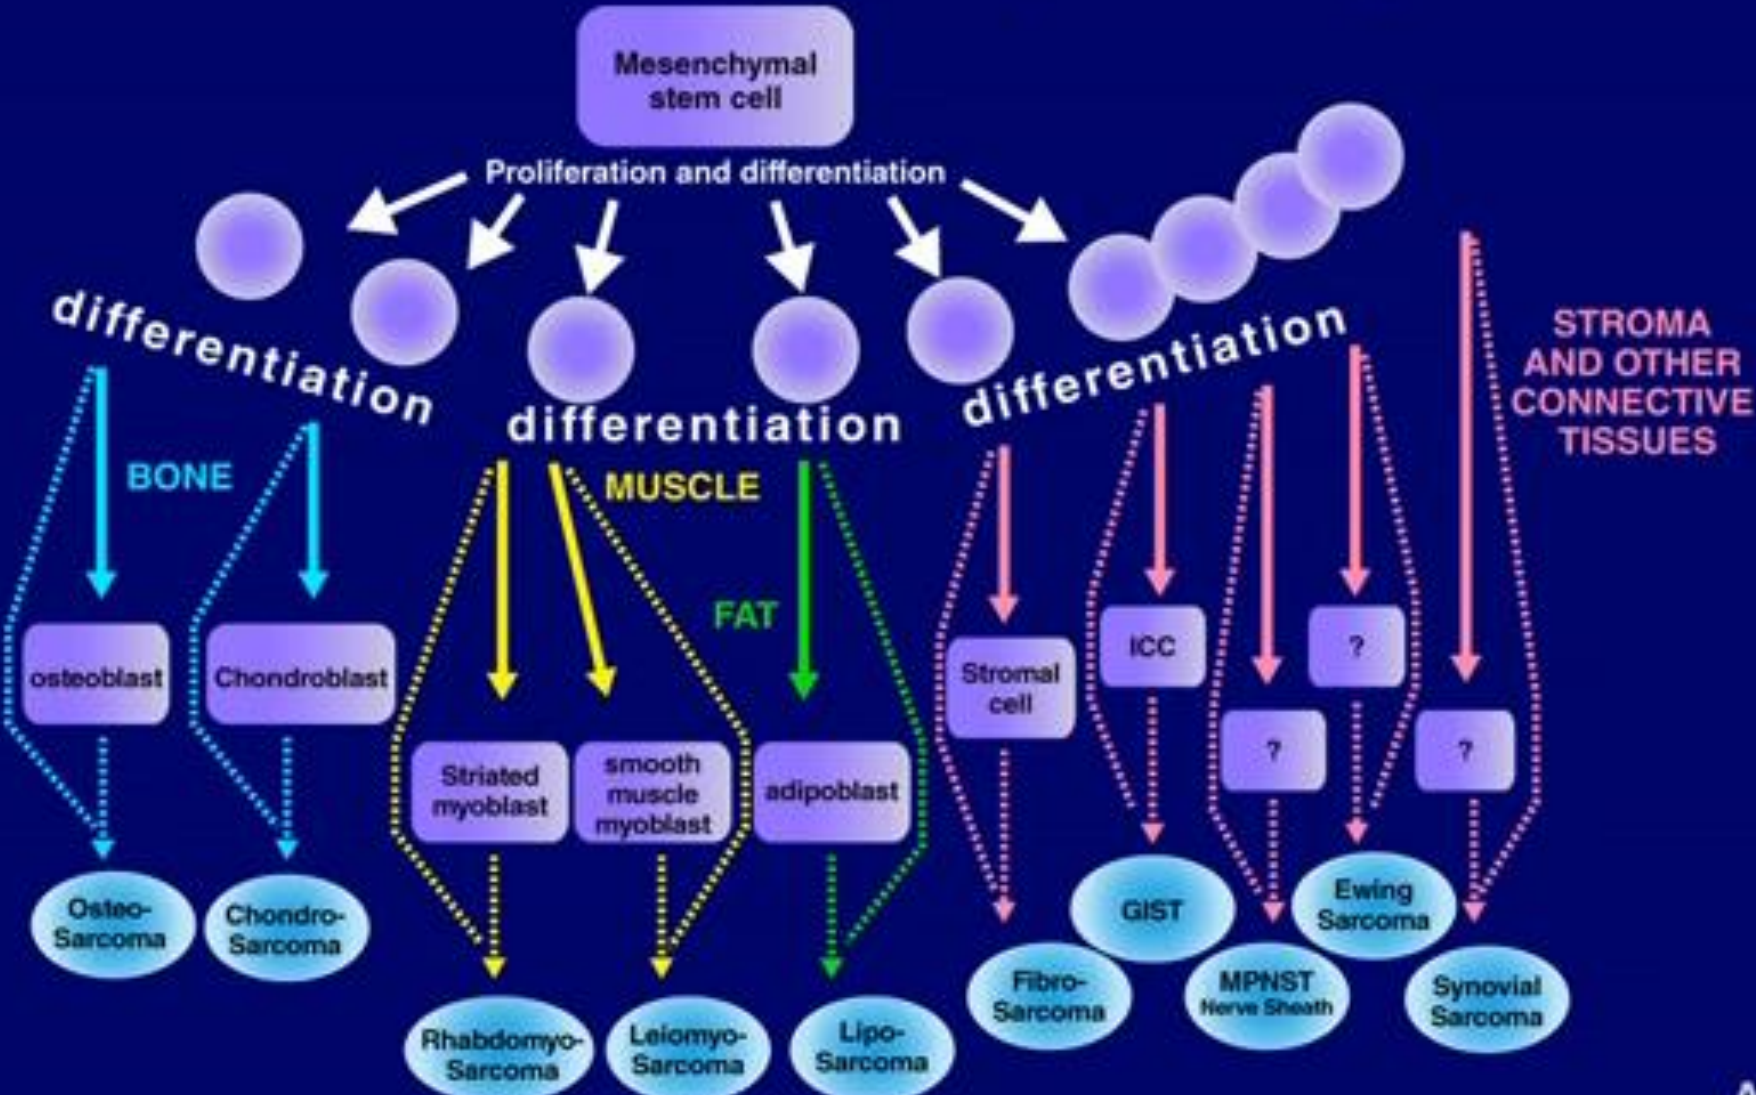 Mesenchymal
stem cell
Proliferation and differentiation
differentiation
differentiation
differentiation
STROMA
AND OTHER
CONNECTIVE
TISSUES
BONE
MUSCLE
FAT
osteoblast
Chondroblast
Striated
myoblast
smooth
muscle
myoblast
adipoblast
Stromal
cell
ICC
?
?
?
Osteo-
Sarcoma
Chondro-
Sarcoma
Rhabdomyo-
Sarcoma
Leiomyo-
Sarcoma
Lipo-
Sarcoma
Fibro-
Sarcoma
GIST
MPNST
Nerve Sheath
Ewing
Sarcoma
Synovial
Sarcoma